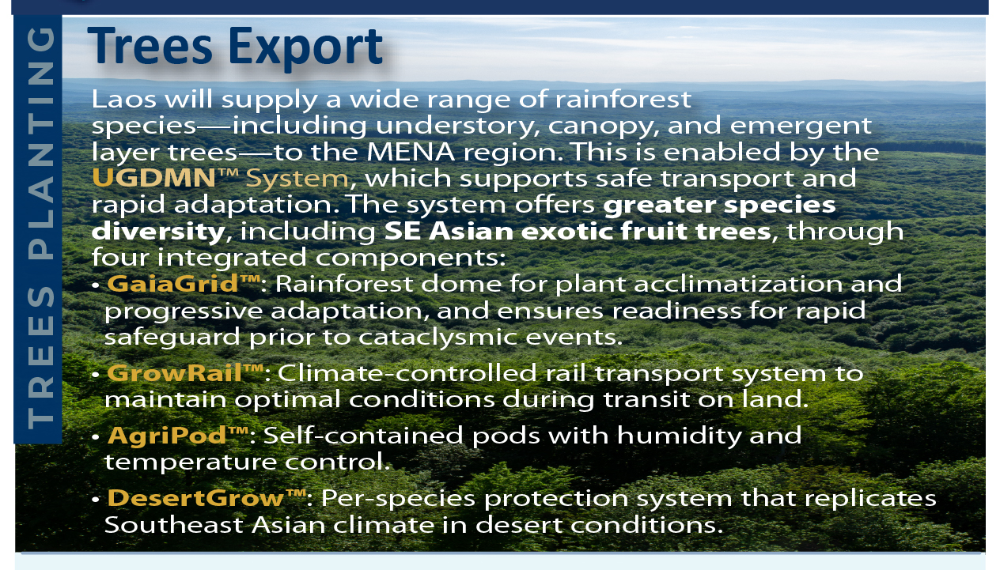 TREES PLANTING
Trees Export
Laos will supply a wide range of rainforest
species—including understory, canopy, and emergent
layer trees—to the MENA region. This is enabled by the
UGDMN™ System, which supports safe transport and
rapid adaptation. The system offers greater species
diversity, including SE Asian exotic fruit trees, through
four integrated components:
• GaiaGrid™: Rainforest dome for plant acclimatization and
progressive adaptation, and ensures readiness for rapid
safeguard prior to cataclysmic events.
• GrowRail™: Climate-controlled rail transport system to
maintain optimal conditions during transit on land.
• AgriPod™: Self-contained pods with humidity and
temperature control.
• DesertGrow™: Per-species protection system that replicates
Southeast Asian climate in desert conditions.